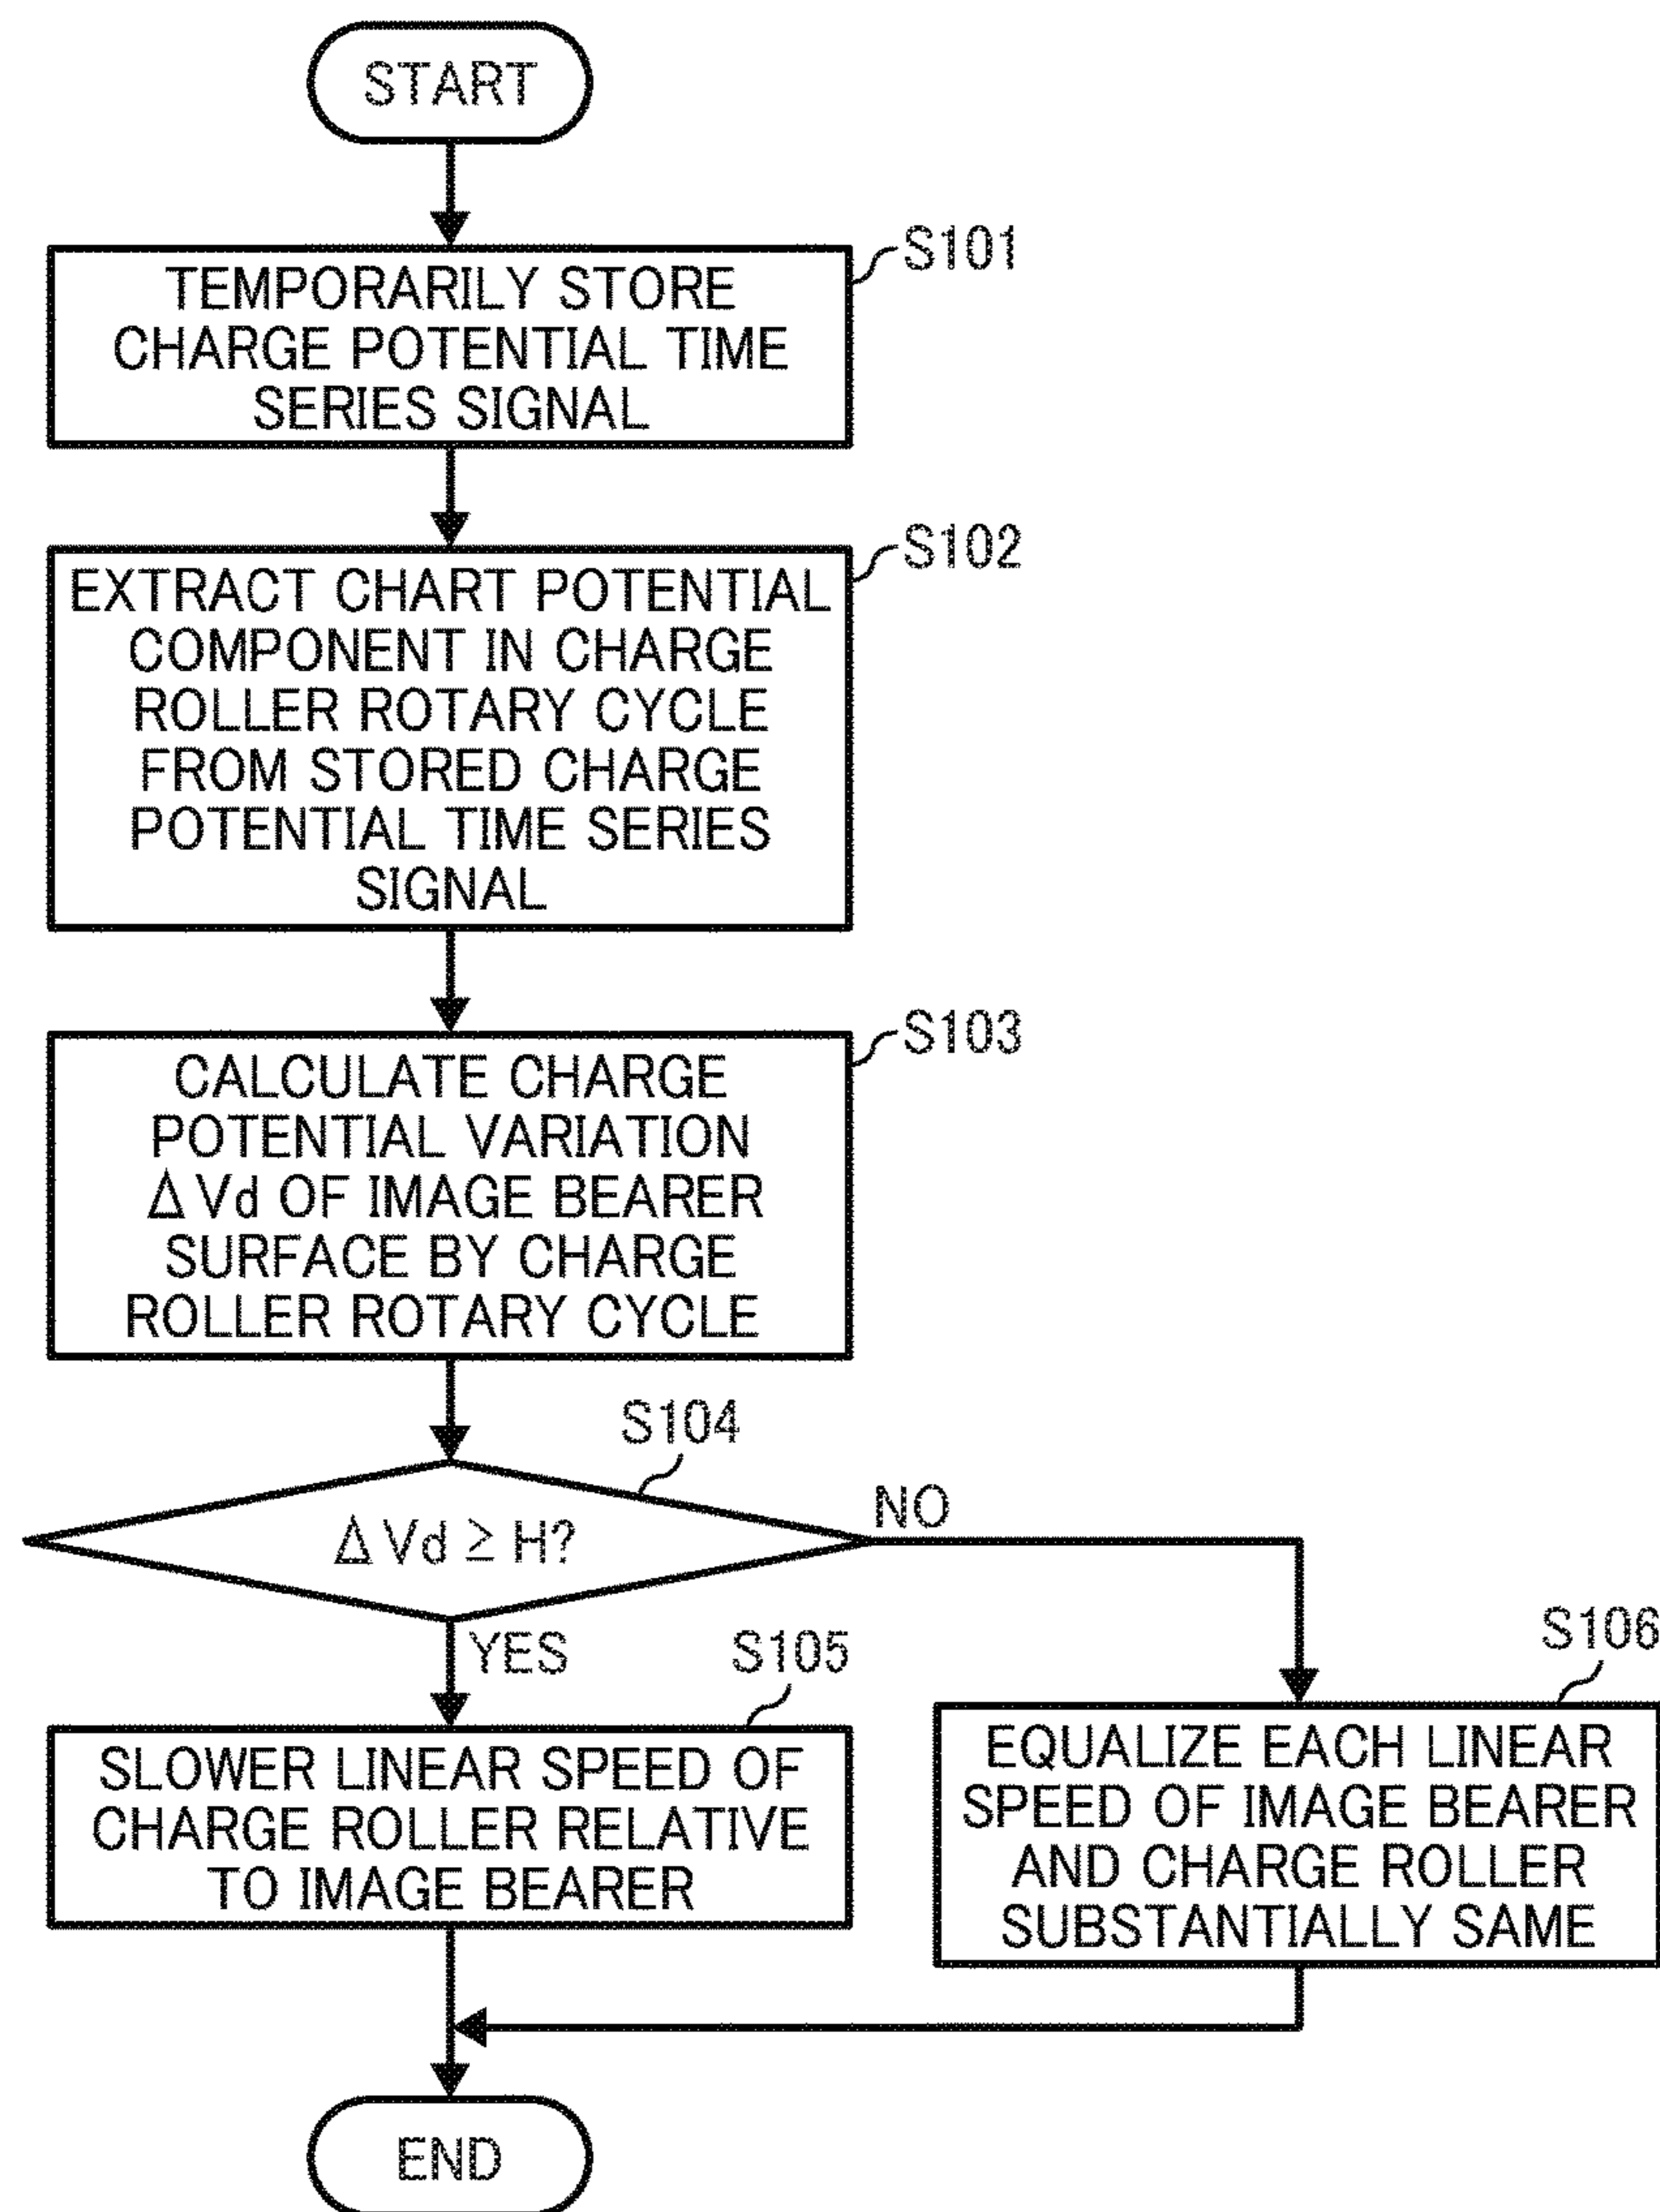 START
S101
TEMPORARILY STORE
CHARGE POTENTIAL TIME
SERIES SIGNAL
S102
EXTRACT CHART POTENTIAL
COMPONENT IN CHARGE
ROLLER ROTARY CYCLE
FROM STORED CHARGE
POTENTIAL TIME SERIES
SIGNAL
S103
CALCULATE CHARGE
POTENTIAL VARIATION
Δ Vd OF IMAGE BEARER
SURFACE BY CHARGE
ROLLER ROTARY CYCLE
S104
Δ Vd ≥ H?
NO
YES
S105
SLOWER LINEAR SPEED OF
CHARGE ROLLER RELATIVE
TO IMAGE BEARER
S106
EQUALIZE EACH LINEAR
SPEED OF IMAGE BEARER
AND CHARGE ROLLER
SUBSTANTIALLY SAME
END